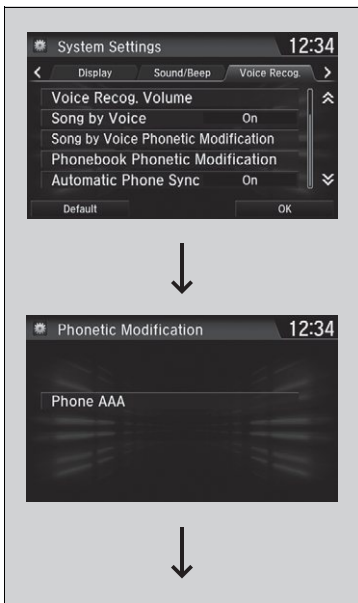 System Settings 12:34
Display Sound/Beep Voice Recog.
Voice Recog. Volume
Song by Voice On
Song by Voice Phonetic Modification
Phonebook Phonetic Modification
Automatic Phone Sync On
Default OK
Phonetic Modification 12:34
Phone AAA